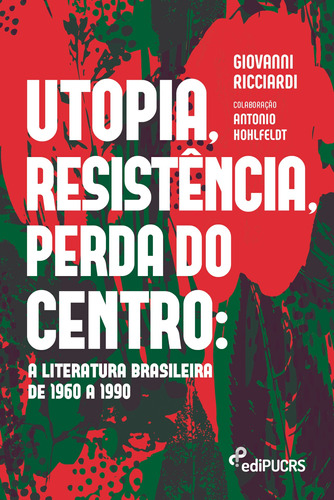 GIOVANNI
RICCIARDI
COLABORAÇÃO
ANTONIO
HOHLFELDT
UTOPIA,
RESISTÊNCIA,
PERDA DO
CENTRO:
A LITERATURA BRASILEIRA
DE 1960 A 1990
ediPUCRS